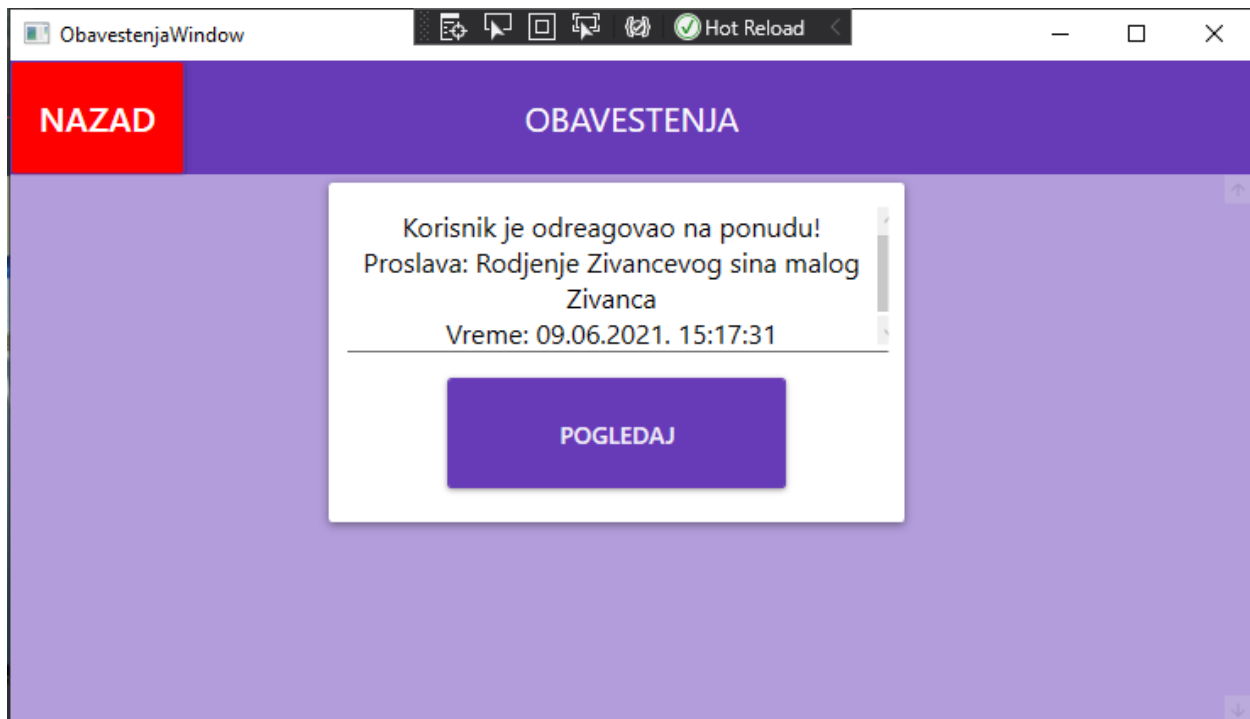 ObavestenjaWindow
Hot Reload
NAZAD
OBAVESTENJA
Korisnik je odreagovao na ponudu!
Proslava: Rodjenje Zivancevog sina malog
Zivanca
Vreme: 09.06.2021. 15:17:31
POGLEDAJ